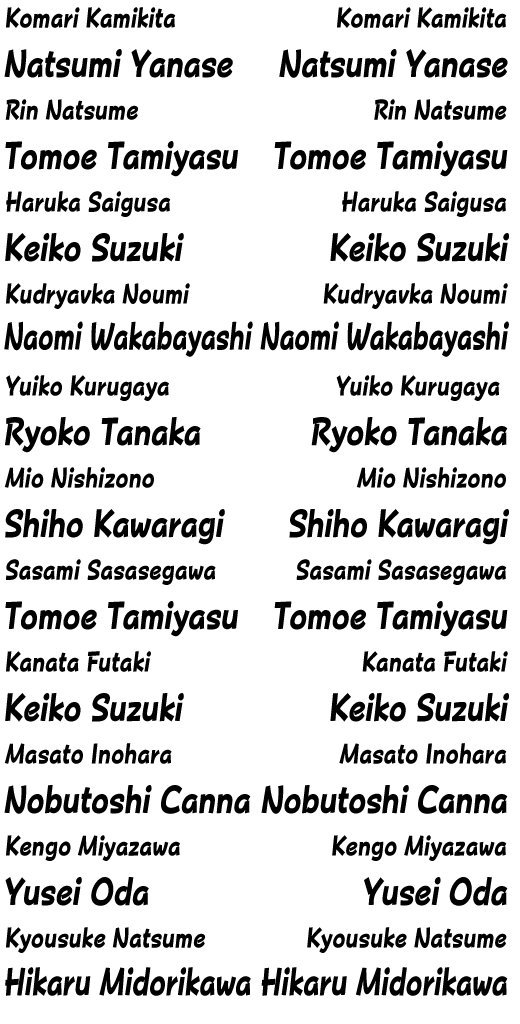 Komari Kamikita Komari Kamikita
Natsumi Yanase Natsumi Yanase
Rin Natsume Rin Natsume
Tomoe Tamiyasu Tomoe Tamiyasu
Haruka Saigusa Haruka Saigusa
Keiko Suzuki Keiko Suzuki
Kudryavka Noumi Kudryavka Noumi
Naomi Wakabayashi Naomi Wakabayashi
Yuiko Kurugaya Yuiko Kurugaya
Ryoko Tanaka Ryoko Tanaka
Mio Nishizono Mio Nishizono
Shiho Kawaragi Shiho Kawaragi
Sasami Sasasegawa Sasami Sasasegawa
Tomoe Tamiyasu Tomoe Tamiyasu
Kanata Futaki Kanata Futaki
Keiko Suzuki Keiko Suzuki
Masato Inohara Masato Inohara
Nobutoshi Canna Nobutoshi Canna
Kengo Miyazawa Kengo Miyazawa
Yusei Oda Yusei Oda
Kyousuke Natsume Kyousuke Natsume
Hikaru Midorikawa Hikaru Midorikawa